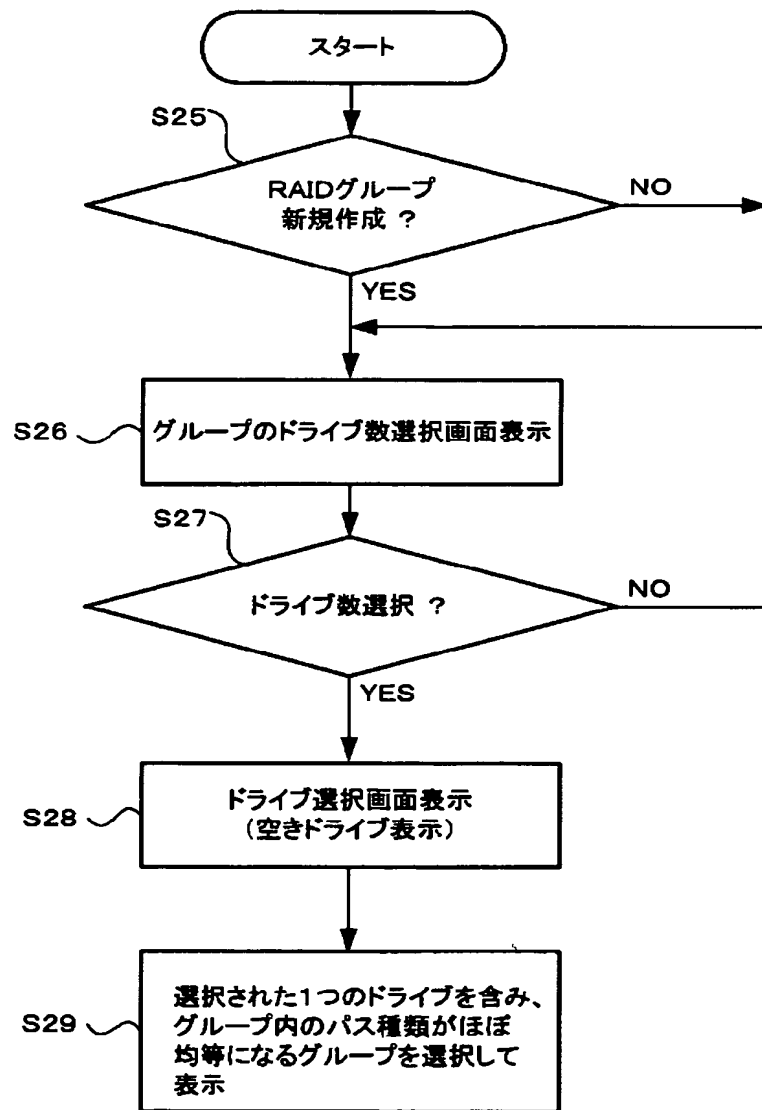 スタート
S25
RAIDグループ
新規作成 ?
NO
YES
S26
グループのドライブ数選択画面表示
S27
ドライブ数選択 ?
NO
YES
S28
ドライブ選択画面表示
(空きドライブ表示)
S29
選択された1つのドライブを含み、
グループ内のパス種類がほぼ
均等になるグループを選択して
表示